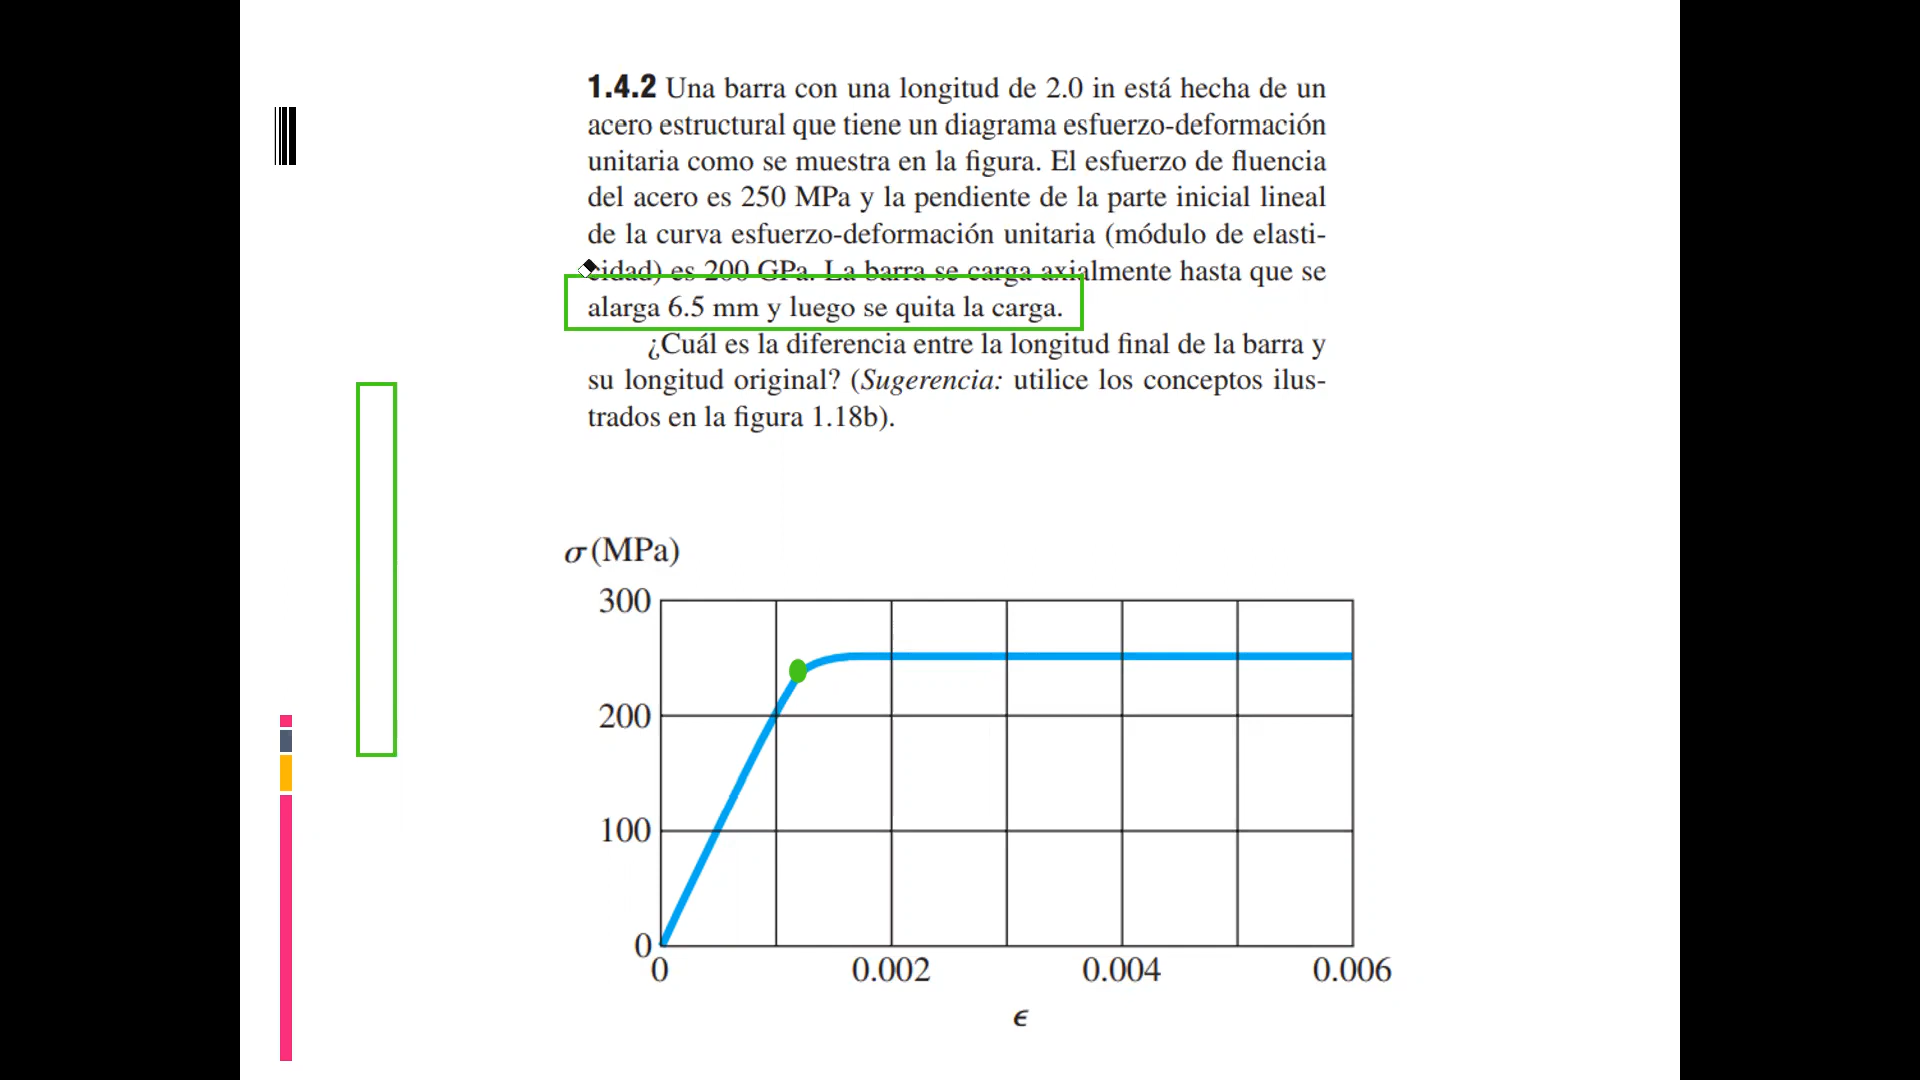 1.4.2 Una barra con una longitud de 2.0 in está hecha de un
acero estructural que tiene un diagrama esfuerzo-deformación
unitaria como se muestra en la figura. El esfuerzo de fluencia
del acero es 250 MPa y la pendiente de la parte inicial lineal
de la curva esfuerzo-deformación unitaria (módulo de elasti-
cidad) es 200 GPa. La barra se carga axialmente hasta que se
alarga 6.5 mm y luego se quita la carga.
¿Cuál es la diferencia entre la longitud final de la barra y
su longitud original? (Sugerencia: utilice los conceptos ilus-
trados en la figura 1.18b).
σ (MPa)
300
200
100
0
0 0.002 0.004 0.006
ϵ